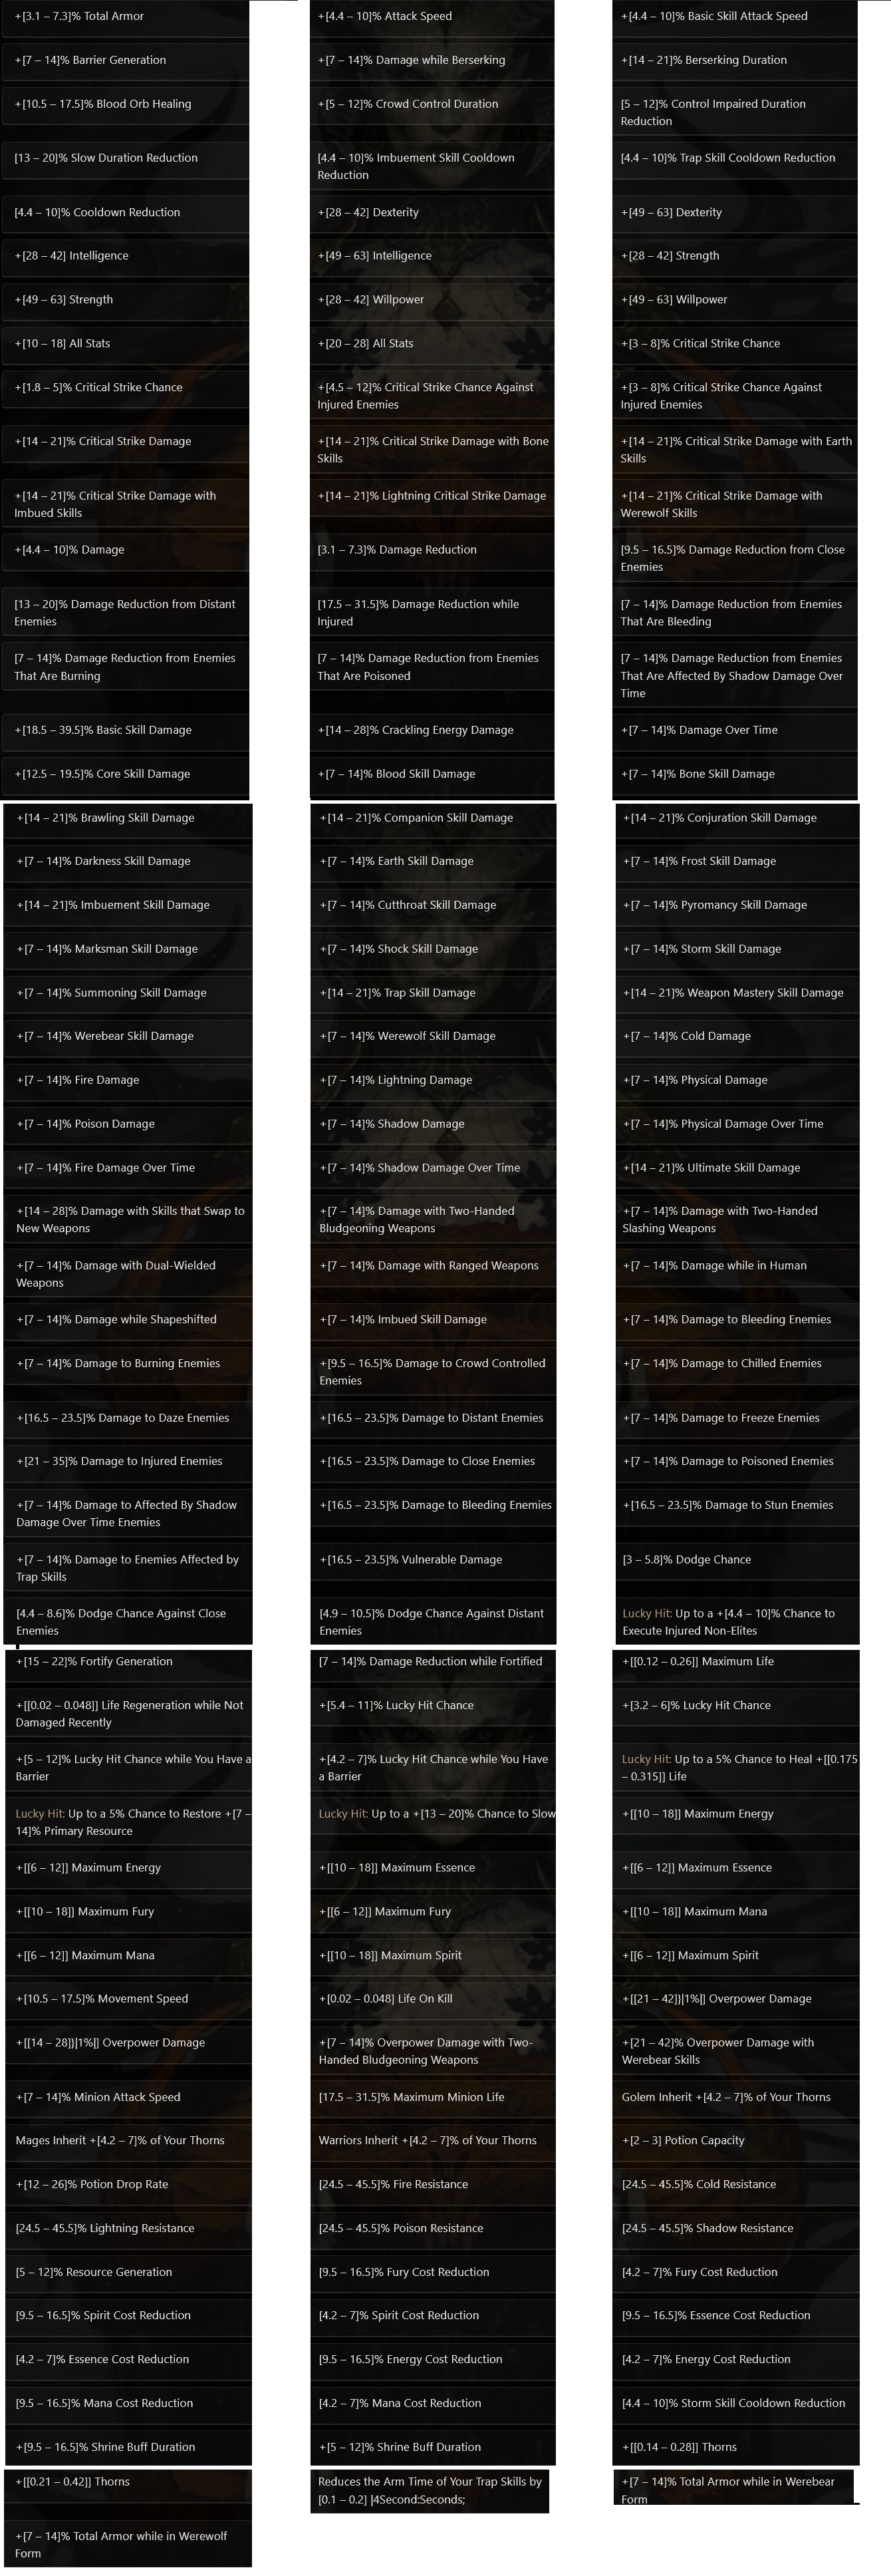 +[3.1 – 7.3]% Total Armor
+[4.4 – 10]% Attack Speed
+[4.4 – 10]% Basic Skill Attack Speed
+[7 – 14]% Barrier Generation
+[7 – 14]% Damage while Berserking
+[14 – 21]% Berserking Duration
+[10.5 – 17.5]% Blood Orb Healing
+[5 – 12]% Crowd Control Duration
[5 – 12]% Control Impaired Duration
Reduction
[13 – 20]% Slow Duration Reduction
[4.4 – 10]% Imbuement Skill Cooldown
Reduction
[4.4 – 10]% Trap Skill Cooldown Reduction
[4.4 – 10]% Cooldown Reduction
+[28 – 42] Dexterity
+[49 – 63] Dexterity
+[28 – 42] Intelligence
+[49 – 63] Intelligence
+[28 – 42] Strength
+[49 – 63] Strength
+[28 – 42] Willpower
+[49 – 63] Willpower
+[10 – 18] All Stats
+[20 – 28] All Stats
+[3 – 8]% Critical Strike Chance
+[1.8 – 5]% Critical Strike Chance
+[4.5 – 12]% Critical Strike Chance Against
Injured Enemies
+[3 – 8]% Critical Strike Chance Against
Injured Enemies
+[14 – 21]% Critical Strike Damage
+[14 – 21]% Critical Strike Damage with Bone
Skills
+[14 – 21]% Critical Strike Damage with Earth
Skills
+[14 – 21]% Critical Strike Damage with
Imbued Skills
+[14 – 21]% Lightning Critical Strike Damage
+[14 – 21]% Critical Strike Damage with
Werewolf Skills
+[4.4 – 10]% Damage
[3.1 – 7.3]% Damage Reduction
[9.5 – 16.5]% Damage Reduction from Close
Enemies
[13 – 20]% Damage Reduction from Distant
Enemies
[17.5 – 31.5]% Damage Reduction while
Injured
[7 – 14]% Damage Reduction from Enemies
That Are Bleeding
[7 – 14]% Damage Reduction from Enemies
That Are Burning
[7 – 14]% Damage Reduction from Enemies
That Are Poisoned
[7 – 14]% Damage Reduction from Enemies
That Are Affected By Shadow Damage Over
Time
+[18.5 – 39.5]% Basic Skill Damage
+[14 – 28]% Crackling Energy Damage
+[7 – 14]% Damage Over Time
+[12.5 – 19.5]% Core Skill Damage
+[7 – 14]% Blood Skill Damage
+[7 – 14]% Bone Skill Damage
+[14 – 21]% Brawling Skill Damage
+[14 – 21]% Companion Skill Damage
+[14 – 21]% Conjuration Skill Damage
+[7 – 14]% Darkness Skill Damage
+[7 – 14]% Earth Skill Damage
+[7 – 14]% Frost Skill Damage
+[14 – 21]% Imbuement Skill Damage
+[7 – 14]% Cutthroat Skill Damage
+[7 – 14]% Pyromancy Skill Damage
+[7 – 14]% Marksman Skill Damage
+[7 – 14]% Shock Skill Damage
+[7 – 14]% Storm Skill Damage
+[7 – 14]% Summoning Skill Damage
+[14 – 21]% Trap Skill Damage
+[14 – 21]% Weapon Mastery Skill Damage
+[7 – 14]% Werebear Skill Damage
+[7 – 14]% Werewolf Skill Damage
+[7 – 14]% Cold Damage
+[7 – 14]% Fire Damage
+[7 – 14]% Lightning Damage
+[7 – 14]% Physical Damage
+[7 – 14]% Poison Damage
+[7 – 14]% Shadow Damage
+[7 – 14]% Physical Damage Over Time
+[7 – 14]% Fire Damage Over Time
+[7 – 14]% Shadow Damage Over Time
+[14 – 21]% Ultimate Skill Damage
+[14 – 28]% Damage with Skills that Swap to
New Weapons
+[7 – 14]% Damage with Two-Handed
Bludgeoning Weapons
+[7 – 14]% Damage with Two-Handed
Slashing Weapons
+[7 – 14]% Damage with Dual-Wielded
Weapons
+[7 – 14]% Damage with Ranged Weapons
+[7 – 14]% Damage while in Human
+[7 – 14]% Damage while Shapeshifted
+[7 – 14]% Imbued Skill Damage
+[7 – 14]% Damage to Bleeding Enemies
+[7 – 14]% Damage to Burning Enemies
+[9.5 – 16.5]% Damage to Crowd Controlled
Enemies
+[7 – 14]% Damage to Chilled Enemies
+[16.5 – 23.5]% Damage to Daze Enemies
+[16.5 – 23.5]% Damage to Distant Enemies
+[7 – 14]% Damage to Freeze Enemies
+[21 – 35]% Damage to Injured Enemies
+[16.5 – 23.5]% Damage to Close Enemies
+[7 – 14]% Damage to Poisoned Enemies
+[7 – 14]% Damage to Affected By Shadow
Damage Over Time Enemies
+[16.5 – 23.5]% Damage to Bleeding Enemies
+[16.5 – 23.5]% Damage to Stun Enemies
+[7 – 14]% Damage to Enemies Affected by
Trap Skills
+[16.5 – 23.5]% Vulnerable Damage
[3 – 5.8]% Dodge Chance
[4.4 – 8.6]% Dodge Chance Against Close
Enemies
[4.9 – 10.5]% Dodge Chance Against Distant
Enemies
Lucky Hit: Up to a +[4.4 – 10]% Chance to
Execute Injured Non-Elites
+[15 – 22]% Fortify Generation
[7 – 14]% Damage Reduction while Fortified
+[[0.12 – 0.26]] Maximum Life
+[[0.02 – 0.048]] Life Regeneration while Not
Damaged Recently
+[5.4 – 11]% Lucky Hit Chance
+[3.2 – 6]% Lucky Hit Chance
+[5 – 12]% Lucky Hit Chance while You Have a
Barrier
+[4.2 – 7]% Lucky Hit Chance while You Have
a Barrier
Lucky Hit: Up to a 5% Chance to Heal +[[0.175
– 0.315]] Life
Lucky Hit: Up to a 5% Chance to Restore +[7 –
14]% Primary Resource
Lucky Hit: Up to a +[13 – 20]% Chance to Slow
+[[10 – 18]] Maximum Energy
+[[6 – 12]] Maximum Energy
+[[10 – 18]] Maximum Essence
+[[6 – 12]] Maximum Essence
+[[10 – 18]] Maximum Fury
+[[6 – 12]] Maximum Fury
+[[10 – 18]] Maximum Mana
+[[6 – 12]] Maximum Mana
+[[10 – 18]] Maximum Spirit
+[[6 – 12]] Maximum Spirit
+[10.5 – 17.5]% Movement Speed
+[0.02 – 0.048] Life On Kill
+[[21 – 42]}|1%|] Overpower Damage
+[[14 – 28]}|1%|] Overpower Damage
+[7 – 14]% Overpower Damage with Two-
Handed Bludgeoning Weapons
+[21 – 42]% Overpower Damage with
Werebear Skills
+[7 – 14]% Minion Attack Speed
[17.5 – 31.5]% Maximum Minion Life
Golem Inherit +[4.2 – 7]% of Your Thorns
Mages Inherit +[4.2 – 7]% of Your Thorns
Warriors Inherit +[4.2 – 7]% of Your Thorns
+[2 – 3] Potion Capacity
+[12 – 26]% Potion Drop Rate
[24.5 – 45.5]% Fire Resistance
[24.5 – 45.5]% Cold Resistance
[24.5 – 45.5]% Lightning Resistance
[24.5 – 45.5]% Poison Resistance
[24.5 – 45.5]% Shadow Resistance
[5 – 12]% Resource Generation
[9.5 – 16.5]% Fury Cost Reduction
[4.2 – 7]% Fury Cost Reduction
[9.5 – 16.5]% Spirit Cost Reduction
[4.2 – 7]% Spirit Cost Reduction
[9.5 – 16.5]% Essence Cost Reduction
[4.2 – 7]% Essence Cost Reduction
[9.5 – 16.5]% Energy Cost Reduction
[4.2 – 7]% Energy Cost Reduction
[9.5 – 16.5]% Mana Cost Reduction
[4.2 – 7]% Mana Cost Reduction
[4.4 – 10]% Storm Skill Cooldown Reduction
+[9.5 – 16.5]% Shrine Buff Duration
+[5 – 12]% Shrine Buff Duration
+[[0.14 – 0.28]] Thorns
+[[0.21 – 0.42]] Thorns
Reduces the Arm Time of Your Trap Skills by
[0.1 – 0.2] |4Second:Seconds;
+[7 – 14]% Total Armor while in Werebear
Form
+[7 – 14]% Total Armor while in Werewolf
Form